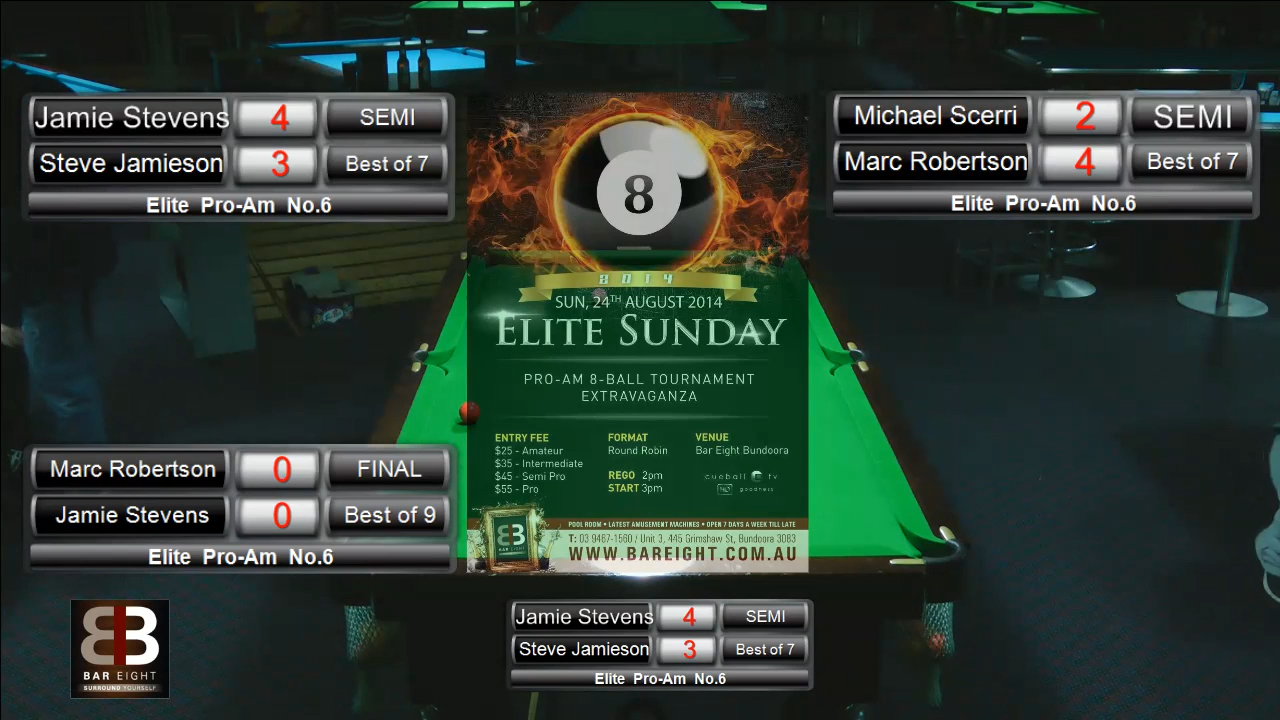 Jamie Stevens 4 SEMI
Steve Jamieson 3 Best of 7
Elite Pro-Am No.6
Michael Scerri 2 SEMI
Marc Robertson 4 Best of 7
Elite Pro-Am No.6
8
2014
SUN, 24TH AUGUST 2014
ELITE SUNDAY
PRO-AM 8-BALL TOURNAMENT
EXTRAVAGANZA
ENTRY FEE
$25 - Amateur
$35 - Intermediate
$45 - Semi Pro
$55 - Pro
FORMAT
Round Robin
REGO 2pm
START 3pm
VENUE
Bar Eight Bundoora
cueball tv
HD goodness
BAR EIGHT
POOL ROOM • LATEST AMUSEMENT MACHINES • OPEN 7 DAYS A WEEK TILL LATE
T: 03 9467-1560 / Unit 3, 445 Grimshaw St, Bundoora 3083
WWW.BAREIGHT.COM.AU
Marc Robertson 0 FINAL
Jamie Stevens 0 Best of 9
Elite Pro-Am No.6
BAR EIGHT
SURROUND YOURSELF
Jamie Stevens 4 SEMI
Steve Jamieson 3 Best of 7
Elite Pro-Am No.6